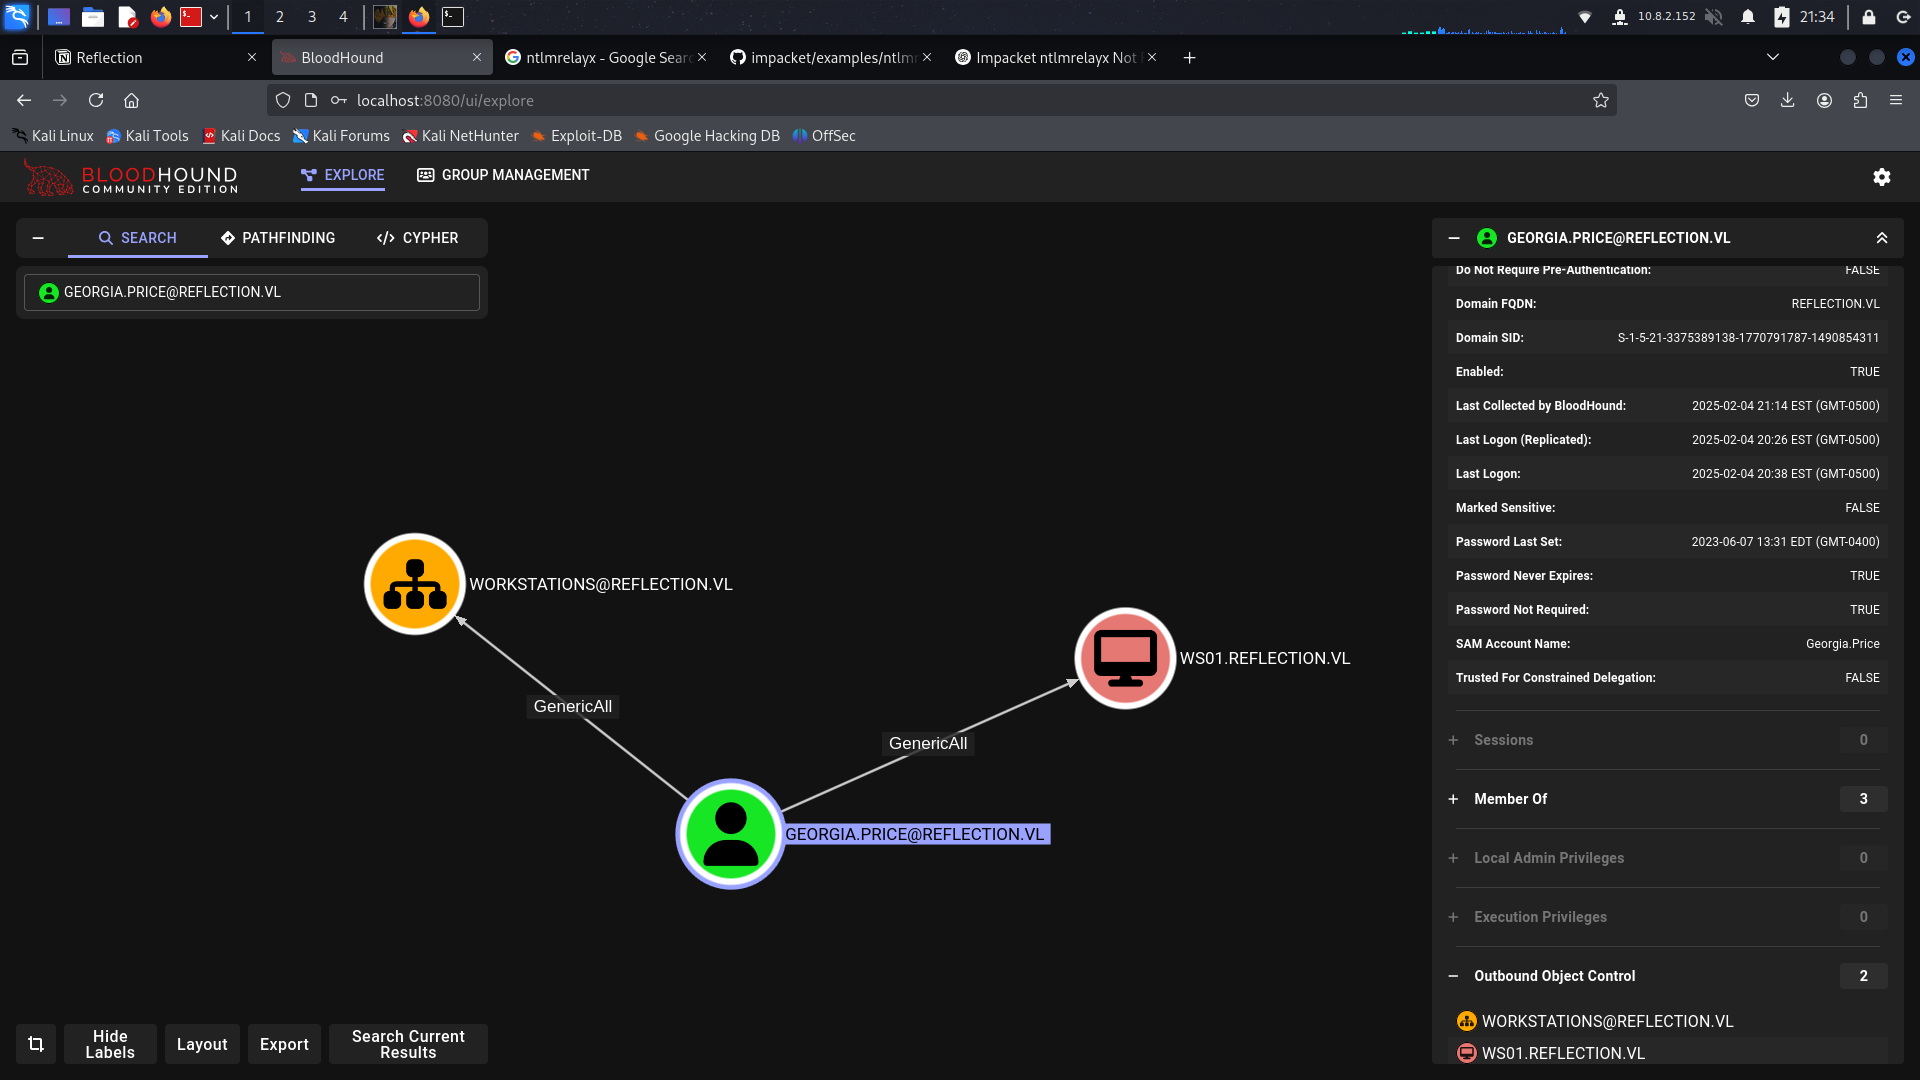 1 2 3 4 10.8.2.152 21:34
Reflection BloodHound ntlmrelayx - Google Sear impacket/examples/ntlm Impacket ntlmrelayx Not
localhost:8080/ui/explore
Kali Linux Kali Tools Kali Docs Kali Forums Kali NetHunter Exploit-DB Google Hacking DB OffSec
BLOODHOUND
COMMUNITY EDITION
EXPLORE GROUP MANAGEMENT
SEARCH PATHFINDING CYPHER
GEORGIA.PRICE@REFLECTION.VL
WORKSTATIONS@REFLECTION.VL
WS01.REFLECTION.VL
GenericAll
GenericAll
GEORGIA.PRICE@REFLECTION.VL
Hide Labels
Layout
Export
Search Current Results
GEORGIA.PRICE@REFLECTION.VL
Do Not Require Pre-Authentication: FALSE
Domain FQDN: REFLECTION.VL
Domain SID: S-1-5-21-3375389138-1770791787-1490854311
Enabled: TRUE
Last Collected by BloodHound: 2025-02-04 21:14 EST (GMT-0500)
Last Logon (Replicated): 2025-02-04 20:26 EST (GMT-0500)
Last Logon: 2025-02-04 20:38 EST (GMT-0500)
Marked Sensitive: FALSE
Password Last Set: 2023-06-07 13:31 EDT (GMT-0400)
Password Never Expires: TRUE
Password Not Required: TRUE
SAM Account Name: Georgia.Price
Trusted For Constrained Delegation: FALSE
Sessions 0
Member Of 3
Local Admin Privileges 0
Execution Privileges 0
Outbound Object Control 2
WORKSTATIONS@REFLECTION.VL
WS01.REFLECTION.VL